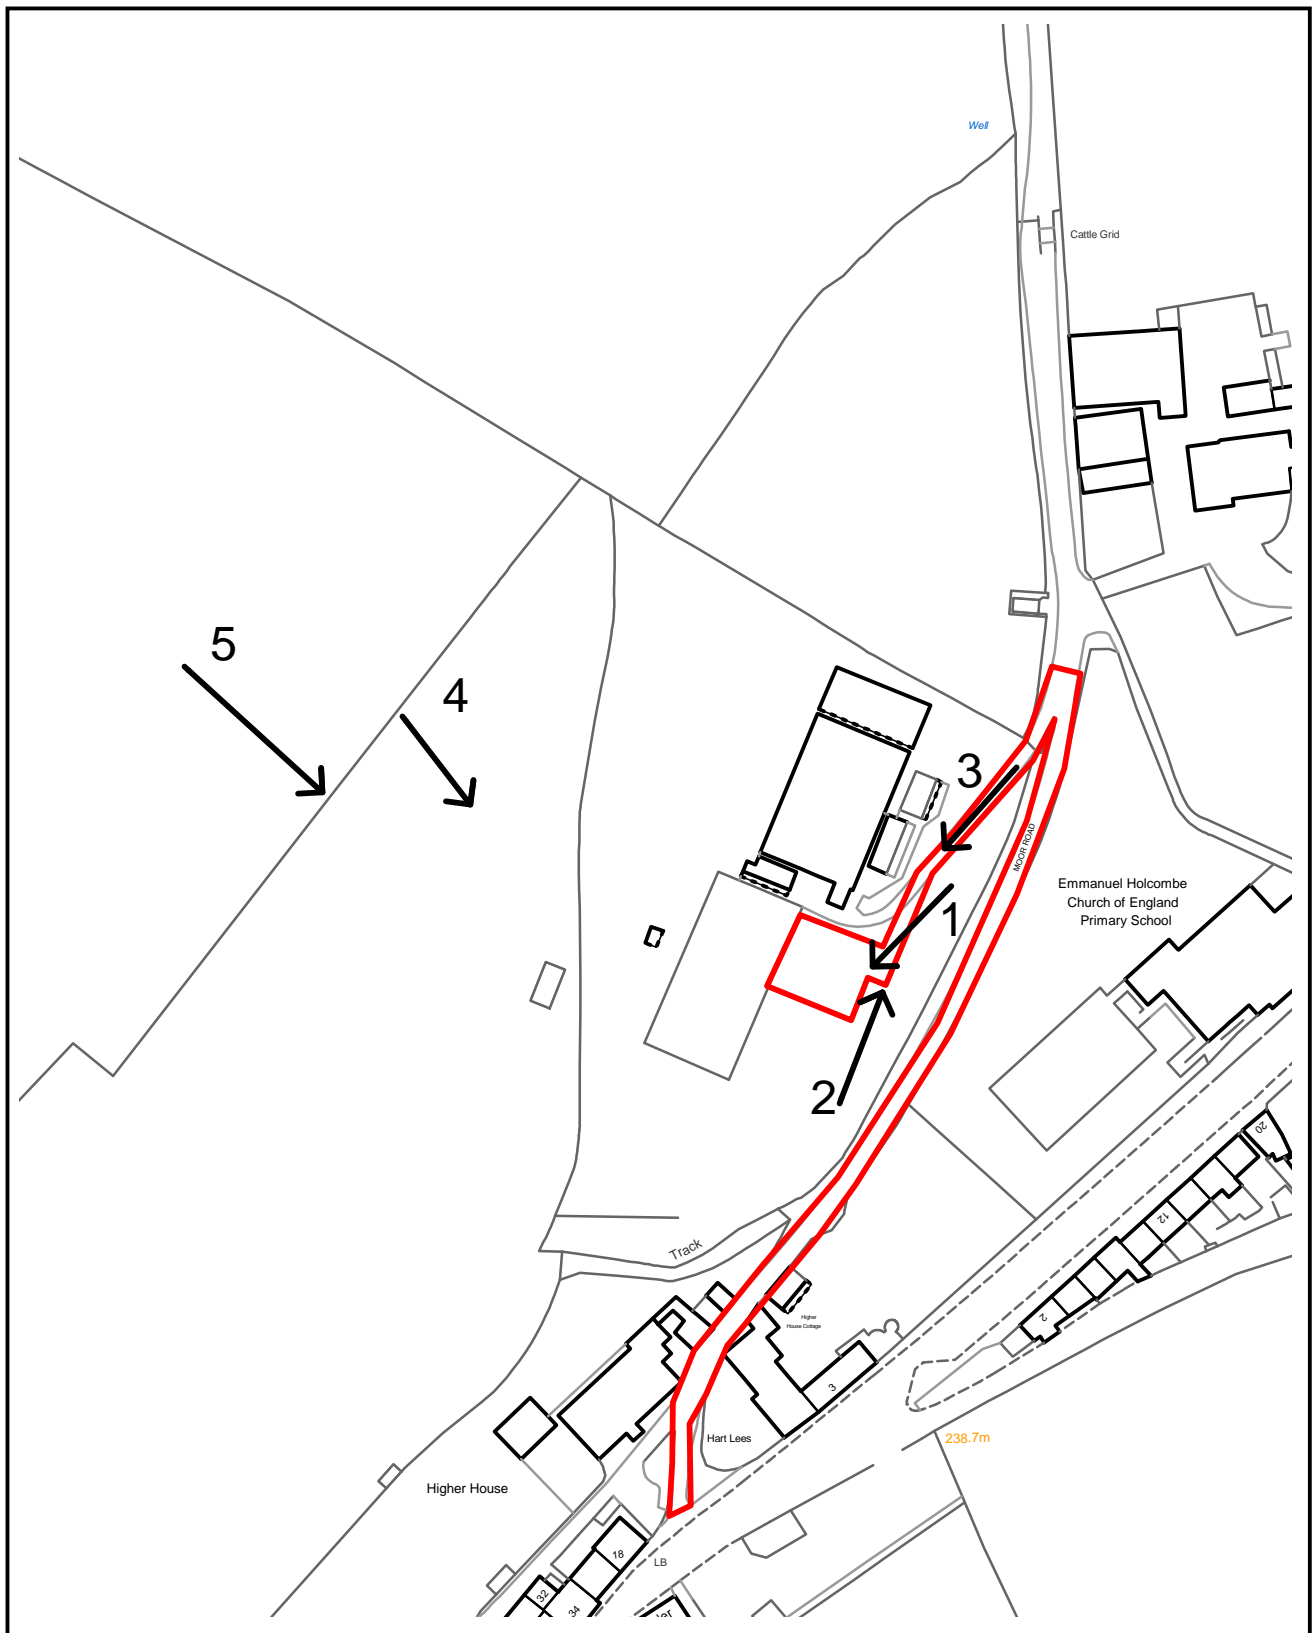 Well
Cattle Grid
5
4
3
MOOR ROAD
Emmanuel Holcombe
Church of England
Primary School
1
2
20
12
2
Track
Higher
House Cottage
3
Hart Lees
238.7m
Higher House
18
LB
32
34